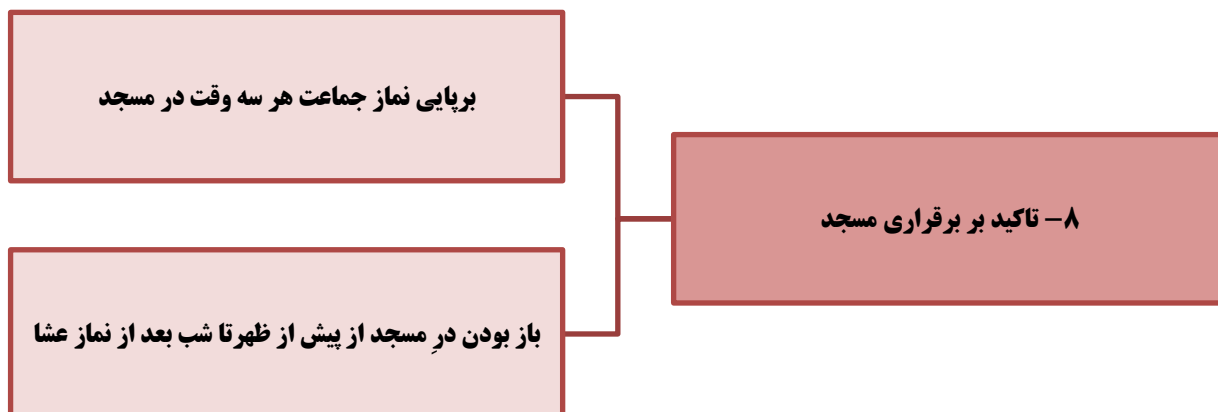 ۸- تاکید بر برقراری مسجد
برپایی نماز جماعت هر سه وقت در مسجد
باز بودن درِ مسجد از پیش از ظهرتا شب بعد از نماز عشا